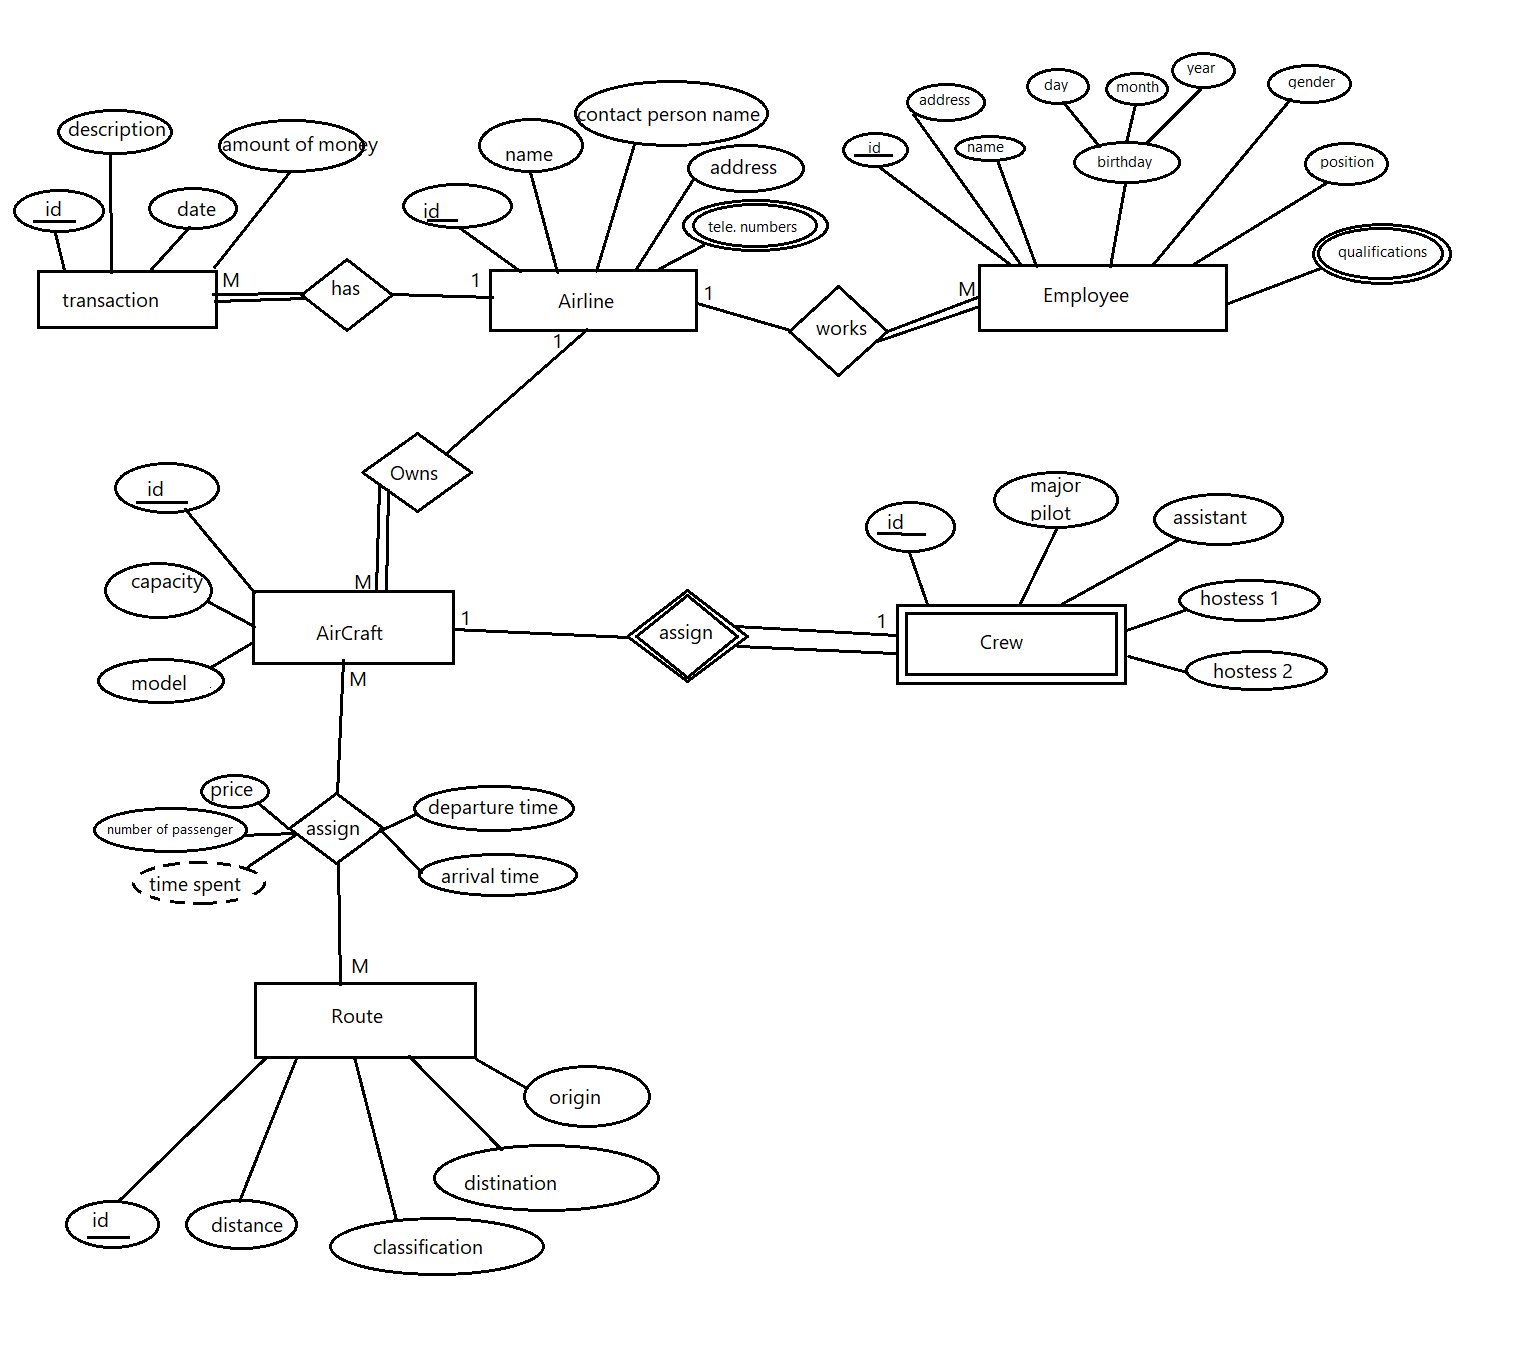 description
amount of money
id
date
transaction
M
has
1
contact person name
name
address
id
tele. numbers
Airline
1
1
works
M
year
day
month
gender
address
id
name
birthday
position
qualifications
Employee
Owns
M
id
capacity
model
AirCraft
1
assign
1
id
major
pilot
assistant
hostess 1
hostess 2
Crew
M
price
number of passenger
time spent
assign
departure time
arrival time
M
Route
origin
distination
id
distance
classification